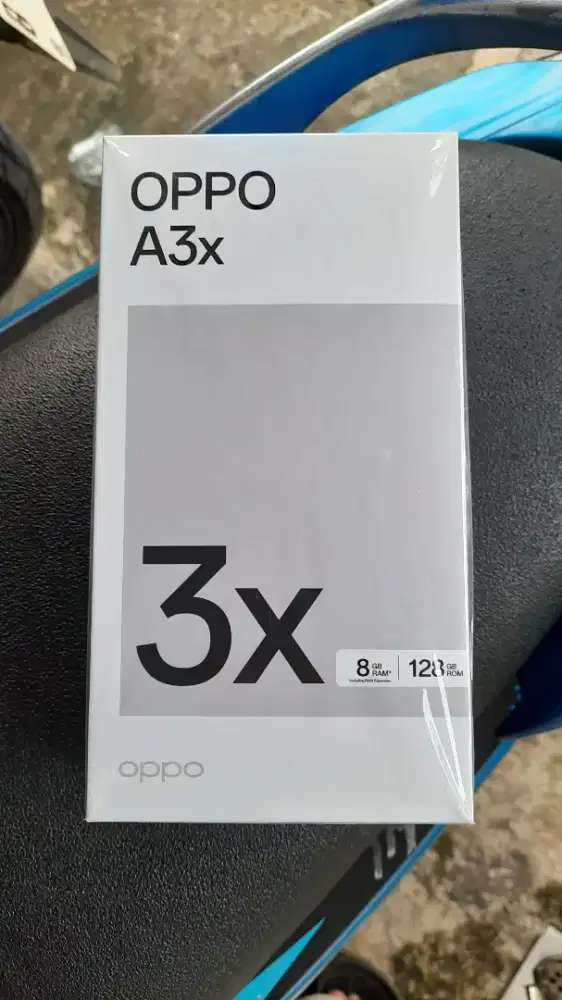 OPPO
A3x
3x
8 GB RAM* | 128 GB ROM
oppo